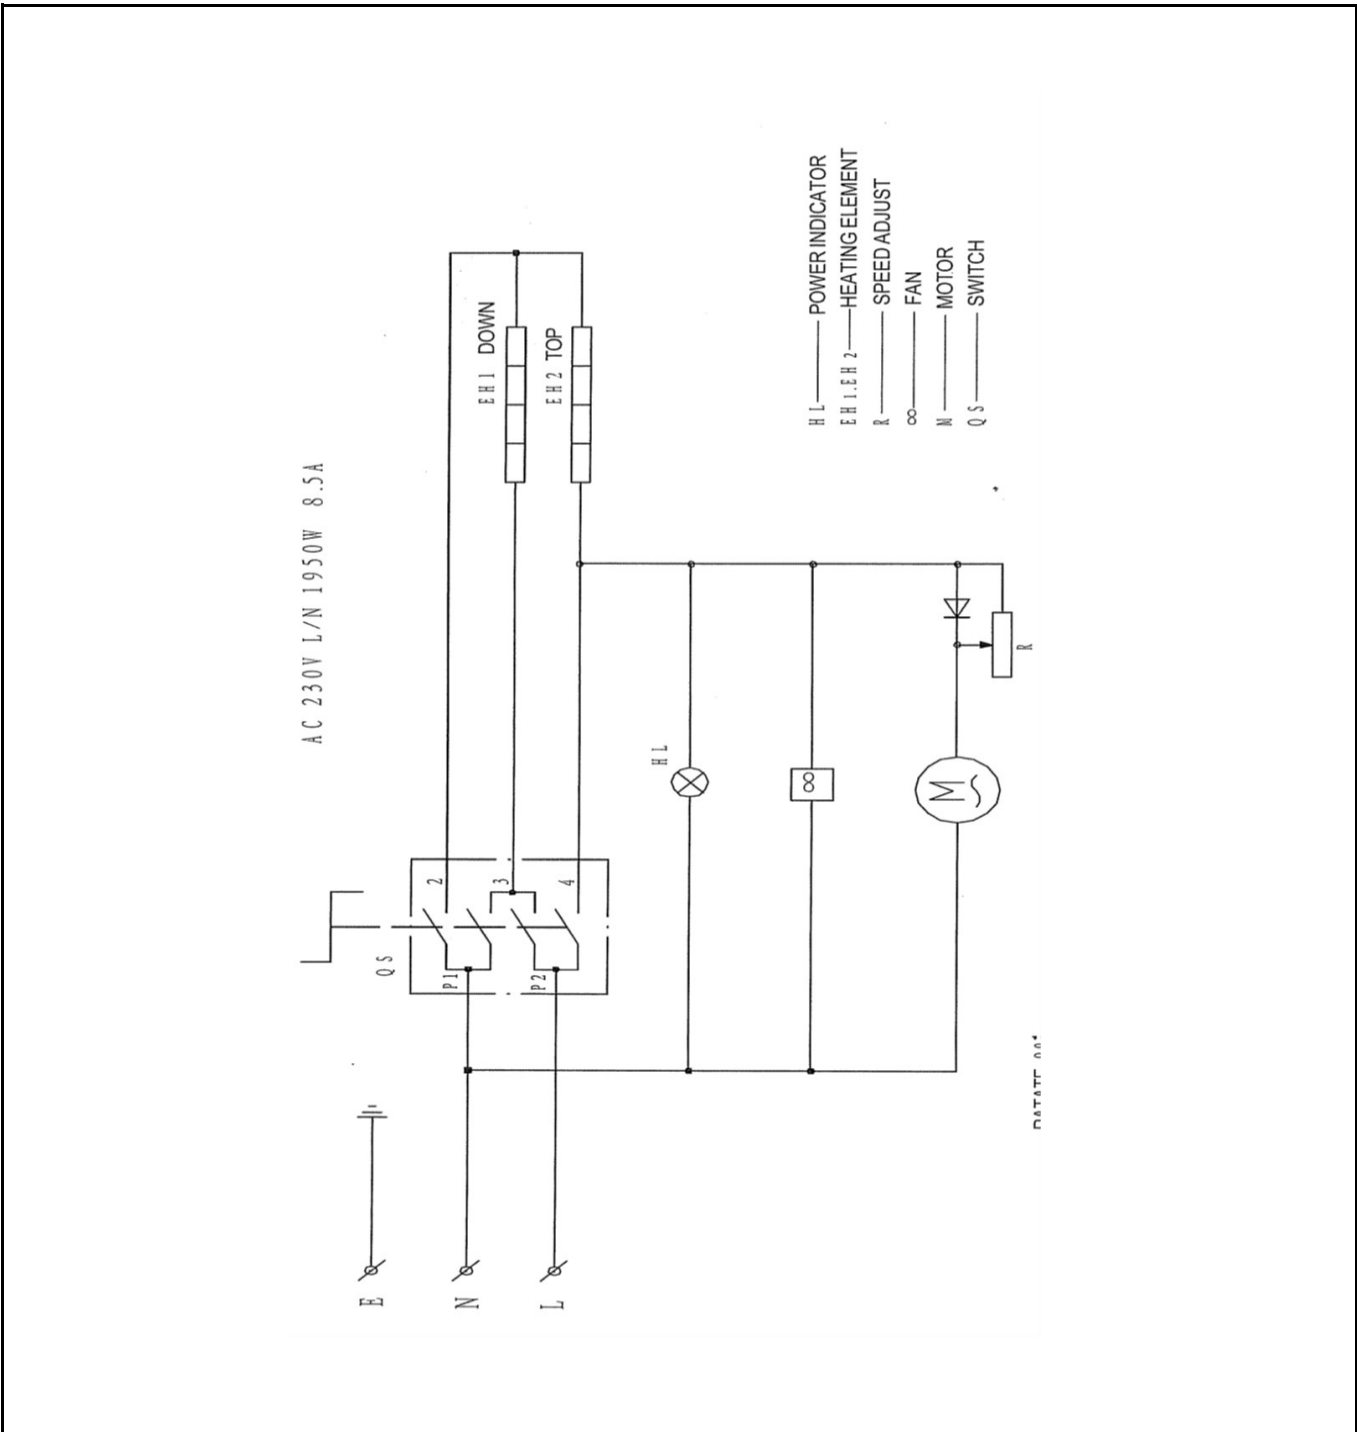 AC 230V L/N 1950W 8.5A
EH1 DOWN
EH2 TOP
HL
QS
2
3
4
P1
P2
M
R
E
N
L
HL — POWER INDICATOR
EH1.EH2 — HEATING ELEMENT
R — SPEED ADJUST
∞ — FAN
M — MOTOR
QS — SWITCH